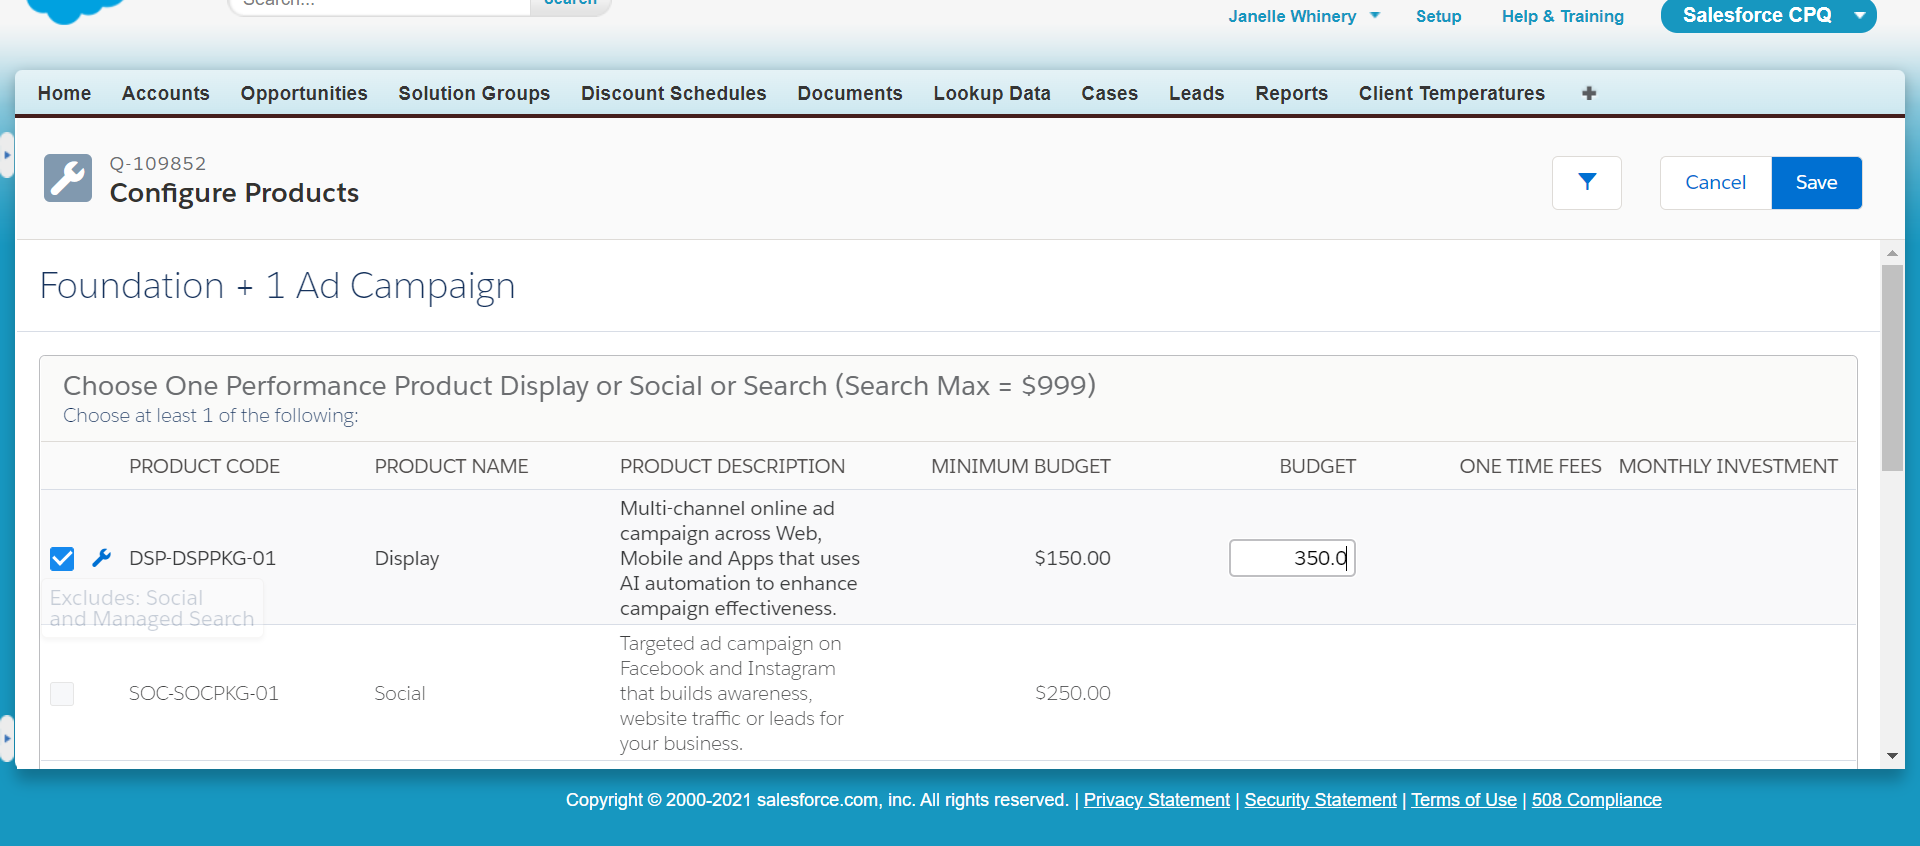 Search...
Search
Janelle Whinery
Setup
Help & Training
Salesforce CPQ
Home Accounts Opportunities Solution Groups Discount Schedules Documents Lookup Data Cases Leads Reports Client Temperatures +
Q-109852
Configure Products
Cancel
Save
Foundation + 1 Ad Campaign
Choose One Performance Product Display or Social or Search (Search Max = $999)
Choose at least 1 of the following:
PRODUCT CODE PRODUCT NAME PRODUCT DESCRIPTION MINIMUM BUDGET BUDGET ONE TIME FEES MONTHLY INVESTMENT
DSP-DSPPKG-01
Display
Multi-channel online ad
campaign across Web,
Mobile and Apps that uses
AI automation to enhance
campaign effectiveness.
$150.00
350.0
Excludes: Social
and Managed Search
SOC-SOCPKG-01
Social
Targeted ad campaign on
Facebook and Instagram
that builds awareness,
website traffic or leads for
your business.
$250.00
Copyright © 2000-2021 salesforce.com, inc. All rights reserved. | Privacy Statement | Security Statement | Terms of Use | 508 Compliance